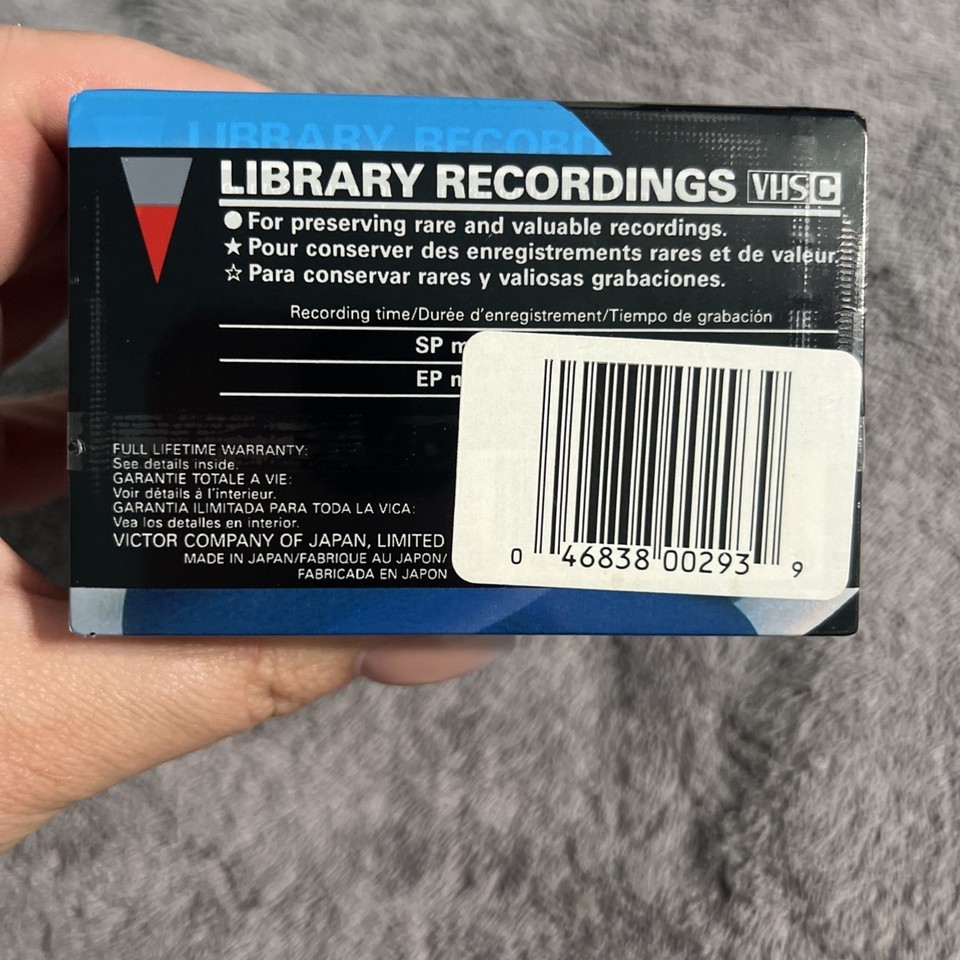 LIBRARY RECORD
LIBRARY RECORDINGS VHS C
● For preserving rare and valuable recordings.
★ Pour conserver des enregistrements rares et de valeur.
☆ Para conservar rares y valiosas grabaciones.
Recording time/Durée d'enregistrement/Tiempo de grabación
SP
EP
FULL LIFETIME WARRANTY:
See details inside.
GARANTIE TOTALE A VIE:
Voir détails à l'interieur.
GARANTIA ILIMITADA PARA TODA LA VICA:
Vea los detalles en interior.
VICTOR COMPANY OF JAPAN, LIMITED
MADE IN JAPAN/FABRIQUE AU JAPON/
FABRICADA EN JAPON
0 46838 00293 9